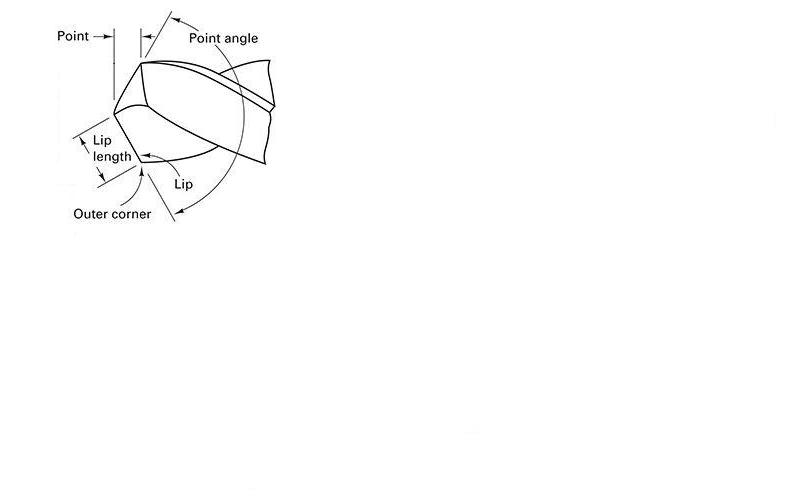 Point
Point angle
Lip
length
Lip
Outer corner